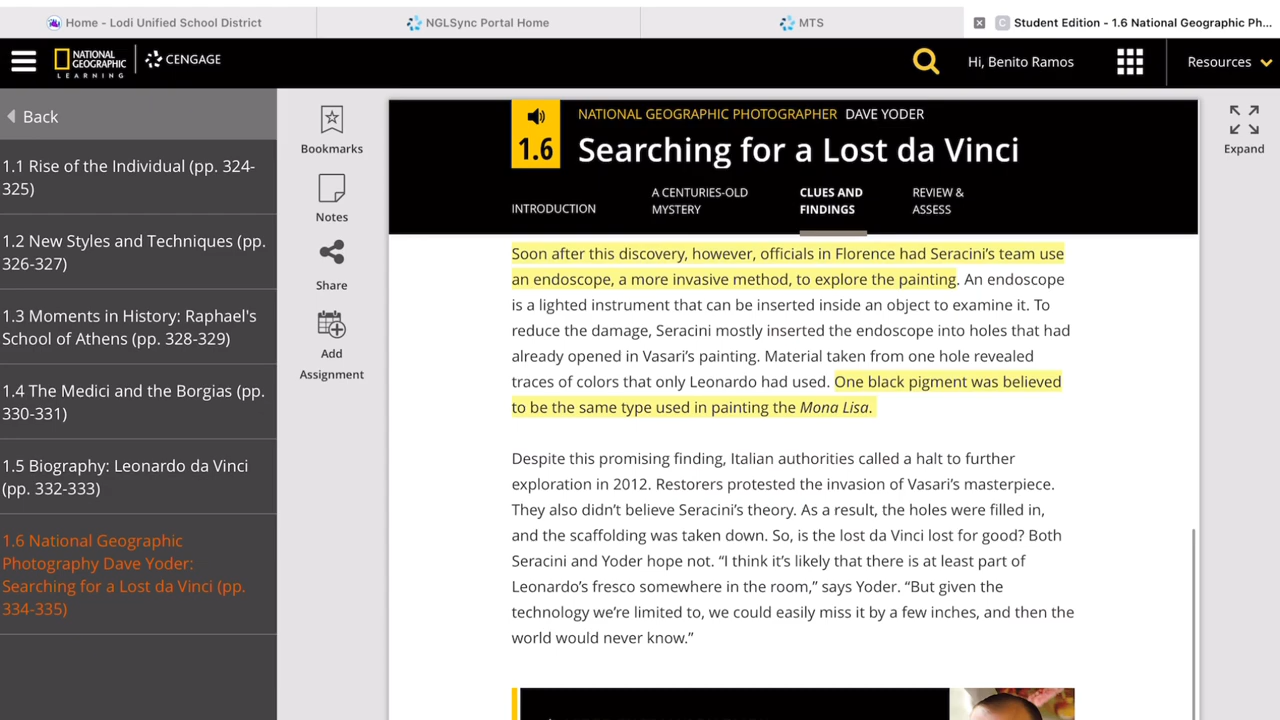 Home - Lodi Unified School District
NGLSync Portal Home
MTS
Student Edition - 1.6 National Geographic Ph...
NATIONAL
GEOGRAPHIC
LEARNING
CENGAGE
Hi, Benito Ramos
Resources
Back
1.1 Rise of the Individual (pp. 324-
325)
1.2 New Styles and Techniques (pp.
326-327)
1.3 Moments in History: Raphael's
School of Athens (pp. 328-329)
1.4 The Medici and the Borgias (pp.
330-331)
1.5 Biography: Leonardo da Vinci
(pp. 332-333)
1.6 National Geographic
Photography Dave Yoder:
Searching for a Lost da Vinci (pp.
334-335)
Bookmarks
Notes
Share
Add
Assignment
NATIONAL GEOGRAPHIC PHOTOGRAPHER DAVE YODER
1.6 Searching for a Lost da Vinci
INTRODUCTION
A CENTURIES-OLD
MYSTERY
CLUES AND
FINDINGS
REVIEW &
ASSESS
Soon after this discovery, however, officials in Florence had Seracini’s team use
an endoscope, a more invasive method, to explore the painting. An endoscope
is a lighted instrument that can be inserted inside an object to examine it. To
reduce the damage, Seracini mostly inserted the endoscope into holes that had
already opened in Vasari’s painting. Material taken from one hole revealed
traces of colors that only Leonardo had used. One black pigment was believed
to be the same type used in painting the Mona Lisa.
Despite this promising finding, Italian authorities called a halt to further
exploration in 2012. Restorers protested the invasion of Vasari’s masterpiece.
They also didn’t believe Seracini’s theory. As a result, the holes were filled in,
and the scaffolding was taken down. So, is the lost da Vinci lost for good? Both
Seracini and Yoder hope not. “I think it’s likely that there is at least part of
Leonardo’s fresco somewhere in the room,” says Yoder. “But given the
technology we’re limited to, we could easily miss it by a few inches, and then the
world would never know.”
Expand